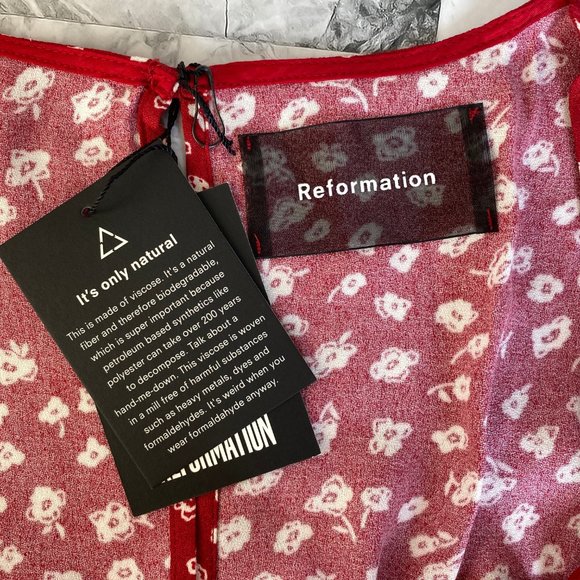 Reformation
It's only natural
This is made of viscose. It's a natural
fiber and therefore biodegradable,
which is super important because
petroleum based synthetics like
polyester can take over 200 years
to decompose. Talk about a
hand-me-down. This viscose is woven
in a mill free of harmful substances
such as heavy metals, dyes and
formaldehydes. It's weird when you
wear formaldehyde anyway.
REFORMATION